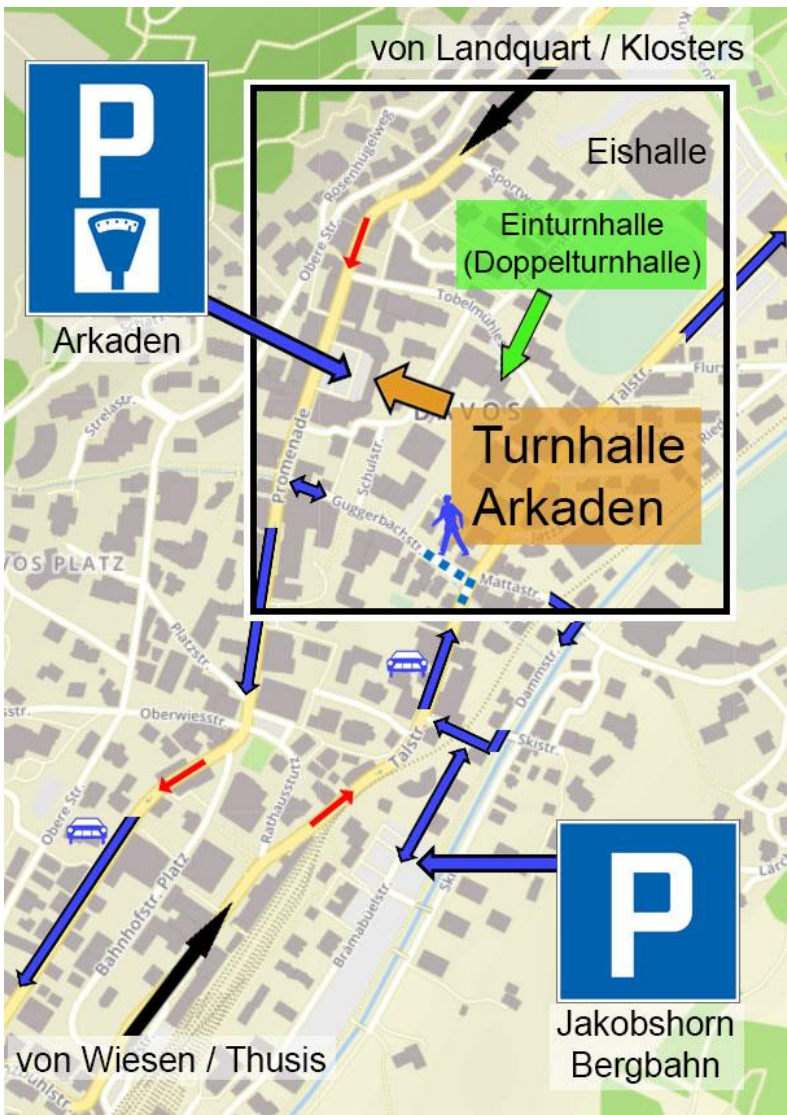 von Landquart / Klosters
P
Arkaden
Eishalle
Einturnhalle
(Doppelturnhalle)
Rosenhügelweg
Obere Str.
Sportweg
Tobelmühlestr.
Strelastr.
Promenade
Schulstr.
Guggerbachstr.
DAVOS
Talstr.
Flurstr.
Turnhalle
Arkaden
Mattastr.
VOS PLATZ
Platzstr.
Oberwiesstr.
Dammstr.
Skistr.
Talstr.
Rathausstutz
Obere Str.
Bahnhofstr. Platz
Brämabüelstr.
P
Jakobshorn
Bergbahn
von Wiesen / Thusis